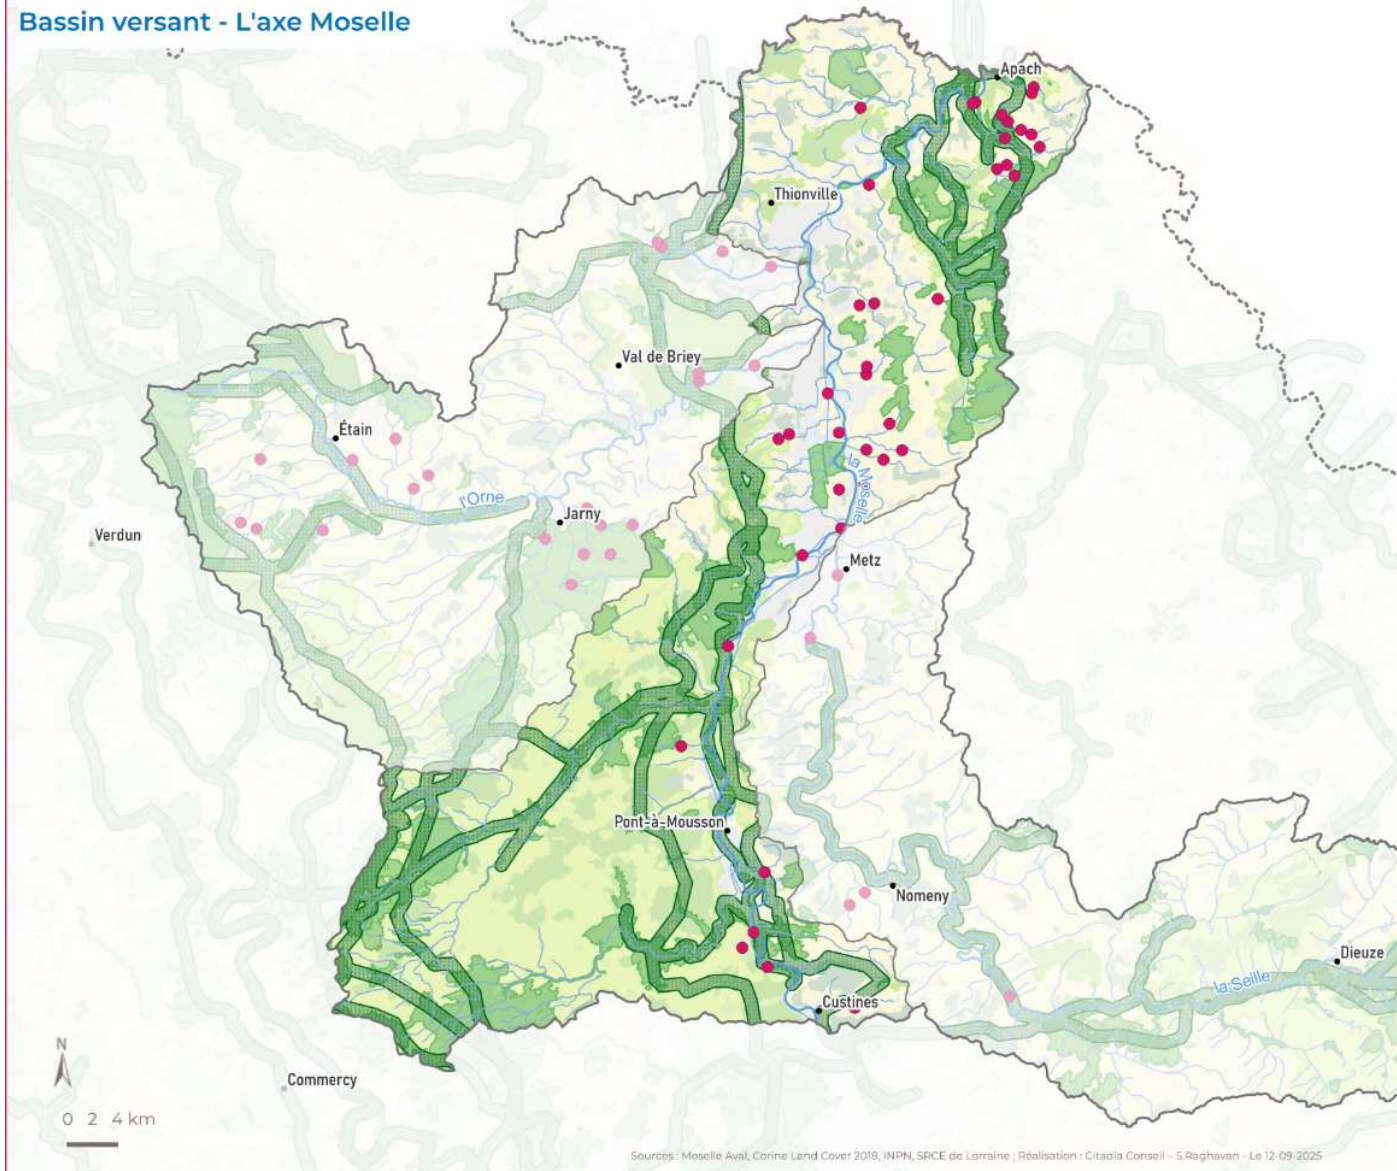 Bassin versant - L'axe Moselle
Apach
Thionville
Val de Briey
Étain
l'Orne
la Moselle
Jarny
Verdun
Metz
Pont-à-Mousson
Nomeny
Dieuze
la Seille
Custines
N
Commercy
0 2 4 km
Sources : Moselle Aval, Corine Land Cover 2018, INPN, SRCE de Lorraine ; Réalisation : Citadia Conseil - S.Raghavan - Le 12-09-2025